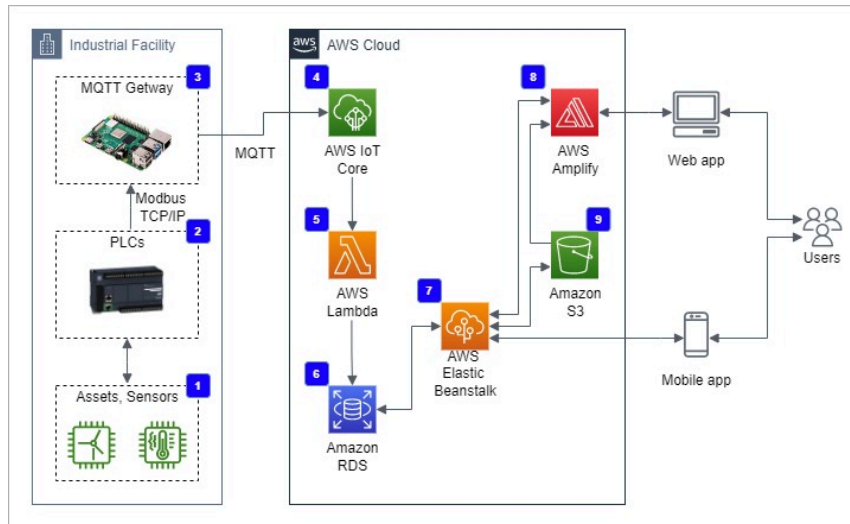 Industrial Facility
3
MQTT Getway
Modbus
TCP/IP
2
PLCs
1
Assets, Sensors
MQTT
aws
AWS Cloud
4
AWS IoT
Core
5
AWS
Lambda
6
Amazon
RDS
7
AWS
Elastic
Beanstalk
8
AWS
Amplify
9
Amazon
S3
Web app
Users
Mobile app